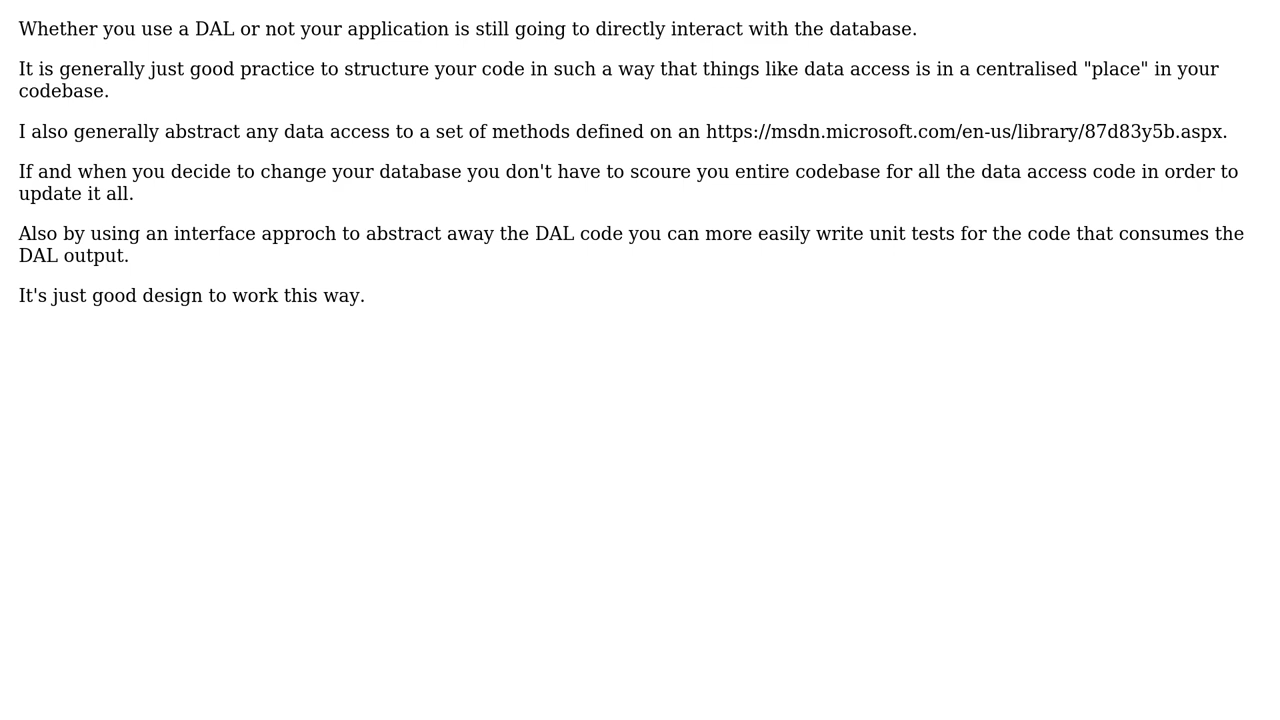 Whether you use a DAL or not your application is still going to directly interact with the database.
It is generally just good practice to structure your code in such a way that things like data access is in a centralised "place" in your
codebase.
I also generally abstract any data access to a set of methods defined on an https://msdn.microsoft.com/en-us/library/87d83y5b.aspx.
If and when you decide to change your database you don't have to scoure you entire codebase for all the data access code in order to
update it all.
Also by using an interface approch to abstract away the DAL code you can more easily write unit tests for the code that consumes the
DAL output.
It's just good design to work this way.